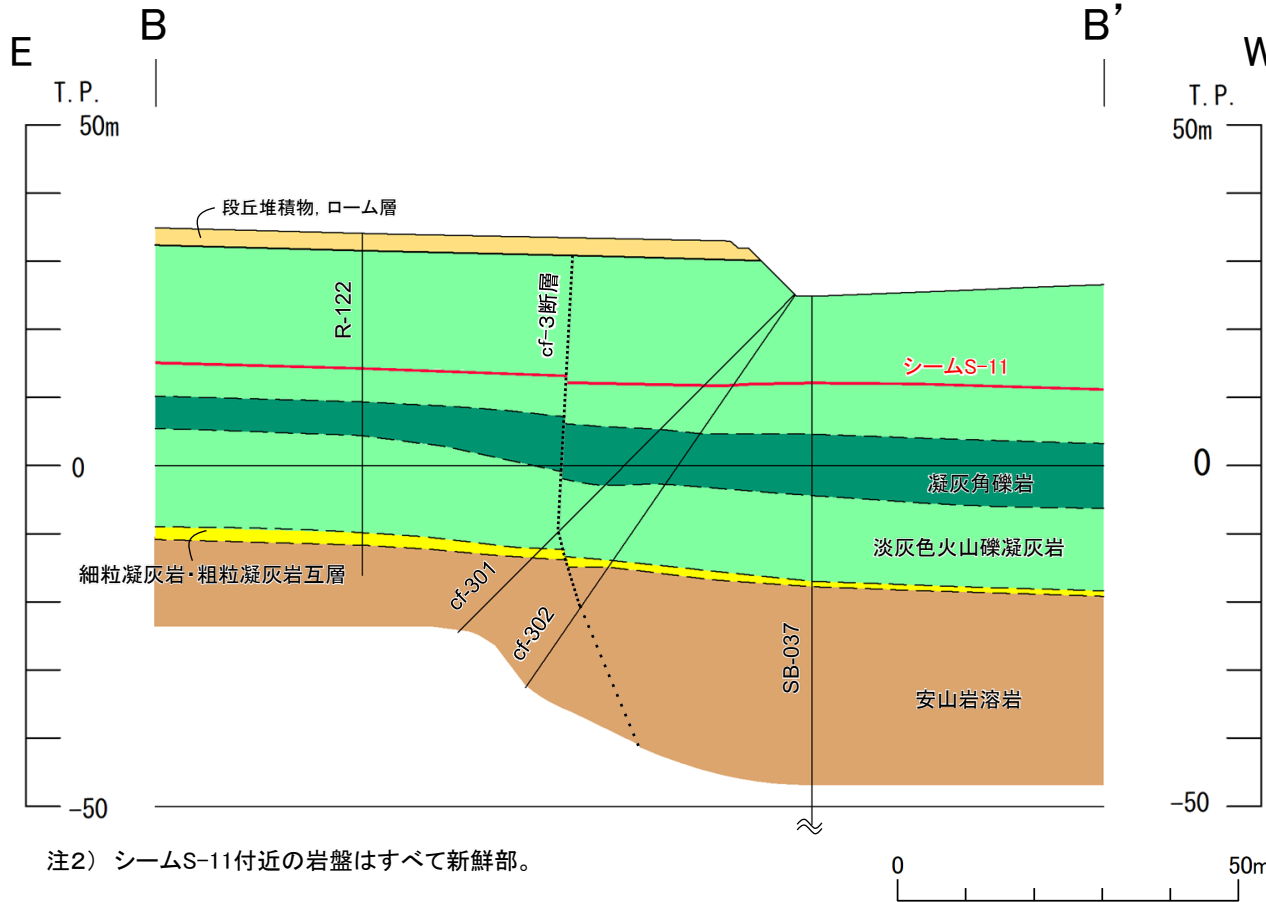 B
B’
E
W
T.P.
T.P.
50m
50m
段丘堆積物, ローム層
R-122
cf-3断層
シームS-11
0
0
凝灰角礫岩
淡灰色火山礫凝灰岩
細粒凝灰岩・粗粒凝灰岩互層
cf-301
cf-302
SB-037
安山岩溶岩
-50
-50
注2） シームS-11付近の岩盤はすべて新鮮部。
0
50m